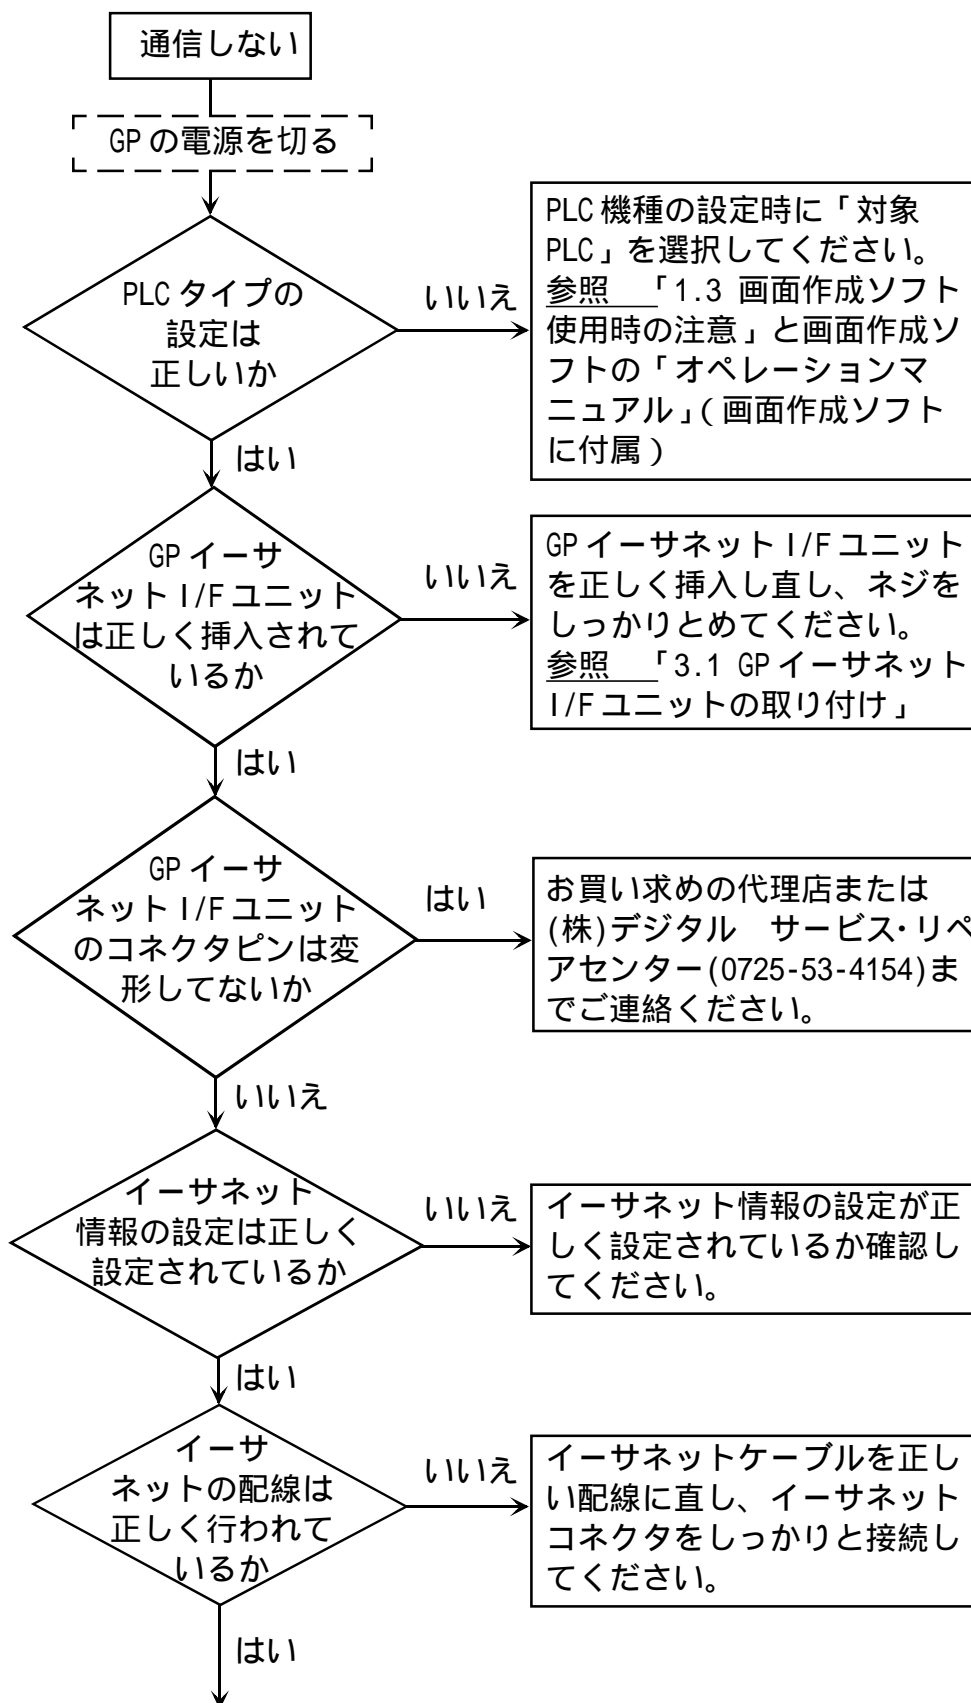 通信しない
GPの電源を切る
PLCタイプの
設定は
正しいか
いいえ
PLC機種の設定時に「対象
PLC」を選択してください。
参照　「1.3 画面作成ソフト
使用時の注意」と画面作成ソ
フトの「オペレーションマ
ニュアル」(画面作成ソフト
に付属)
はい
GPイーサ
ネットI/Fユニット
は正しく挿入されて
いるか
いいえ
GPイーサネットI/Fユニット
を正しく挿入し直し、ネジを
しっかりとめてください。
参照　「3.1 GPイーサネット
I/Fユニットの取り付け」
はい
GPイーサ
ネットI/Fユニット
のコネクタピンは変
形してないか
はい
お買い求めの代理店または
(株)デジタル　サービス・リペ
アセンター(0725-53-4154)ま
でご連絡ください。
いいえ
イーサネット
情報の設定は正しく
設定されているか
いいえ
イーサネット情報の設定が正
しく設定されているか確認し
てください。
はい
イーサ
ネットの配線は
正しく行われて
いるか
いいえ
イーサネットケーブルを正し
い配線に直し、イーサネット
コネクタをしっかりと接続し
てください。
はい